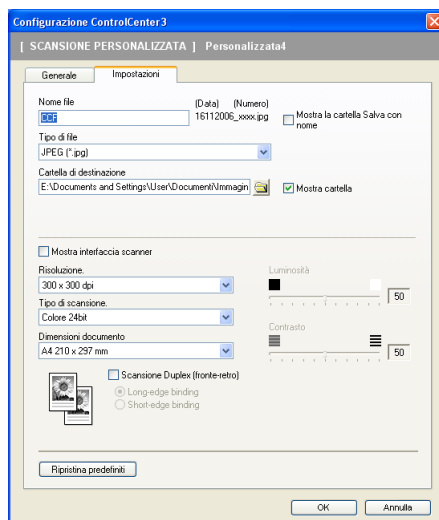 Configurazione ControlCenter3
[ SCANSIONE PERSONALIZZATA ] Personalizzata4
Generale Impostazioni
Nome file (Data) (Numero)
CCF 16112006_xxxx.jpg Mostra la cartella Salva con
nome
Tipo di file
JPEG (*.jpg)
Cartella di destinazione
E:\Documents and Settings\User\Documenti\Immagin Mostra cartella
Mostra interfaccia scanner
Risoluzione. Luminosità
300 x 300 dpi 50
Tipo di scansione.
Colore 24bit
Contrasto
Dimensioni documento
A4 210 x 297 mm 50
Scansione Duplex (fronte-retro)
Long-edge binding
Short-edge binding
Ripristina predefiniti
OK Annulla